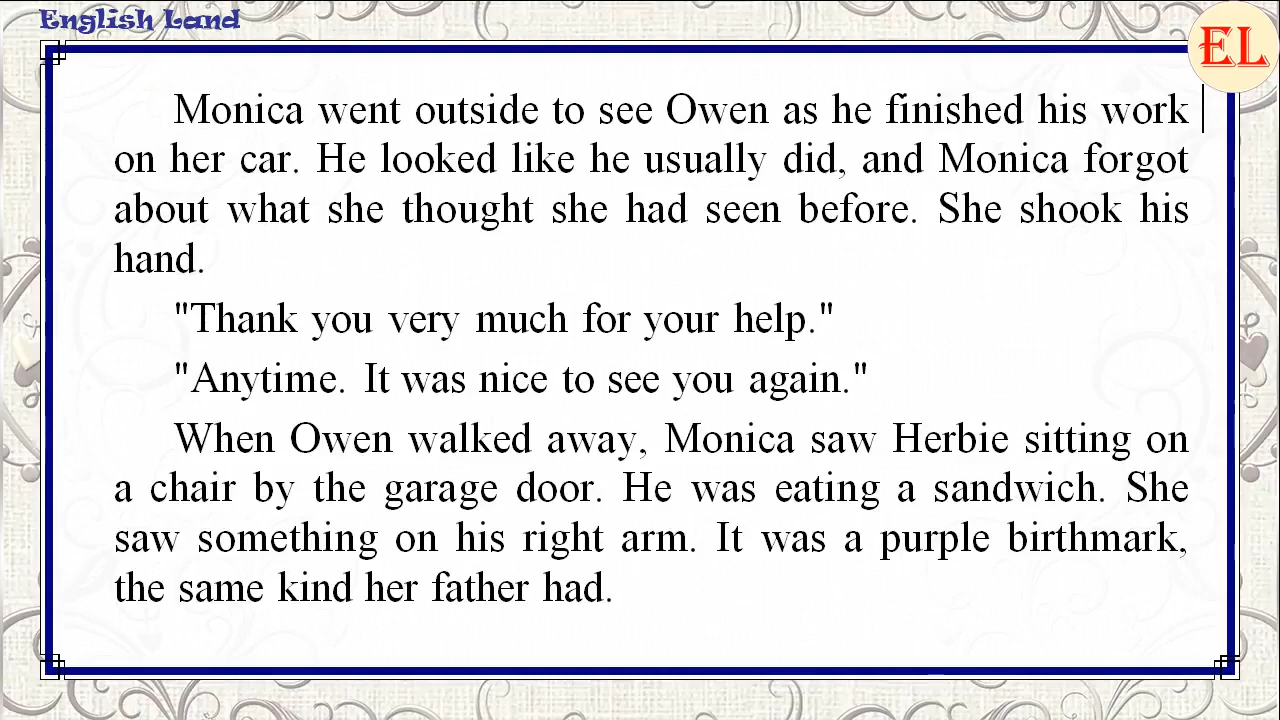 English Land
EL
Monica went outside to see Owen as he finished his work
on her car. He looked like he usually did, and Monica forgot
about what she thought she had seen before. She shook his
hand.
"Thank you very much for your help."
"Anytime. It was nice to see you again."
When Owen walked away, Monica saw Herbie sitting on
a chair by the garage door. He was eating a sandwich. She
saw something on his right arm. It was a purple birthmark,
the same kind her father had.